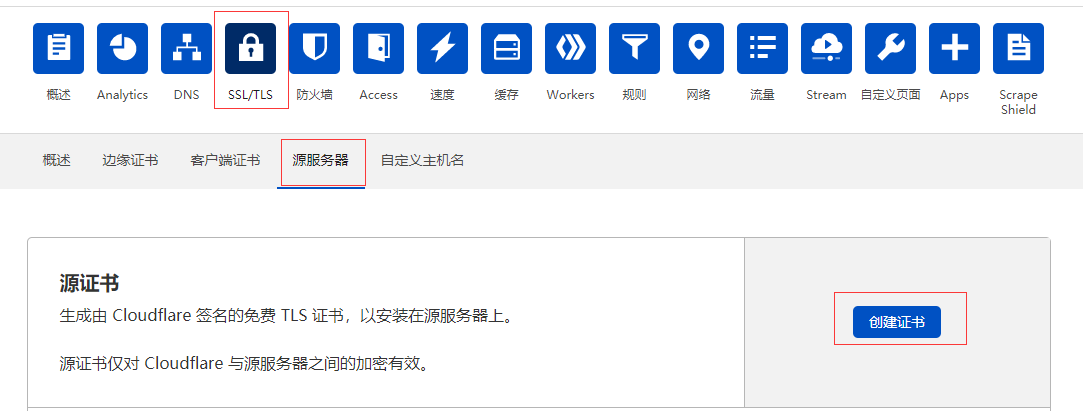 概述 Analytics DNS SSL/TLS 防火墙 Access 速度 缓存 Workers 规则 网络 流量 Stream 自定义页面 Apps Scrape
Shield
概述 边缘证书 客户端证书 源服务器 自定义主机名
源证书
生成由 Cloudflare 签名的免费 TLS 证书，以安装在源服务器上。
创建证书
源证书仅对 Cloudflare 与源服务器之间的加密有效。